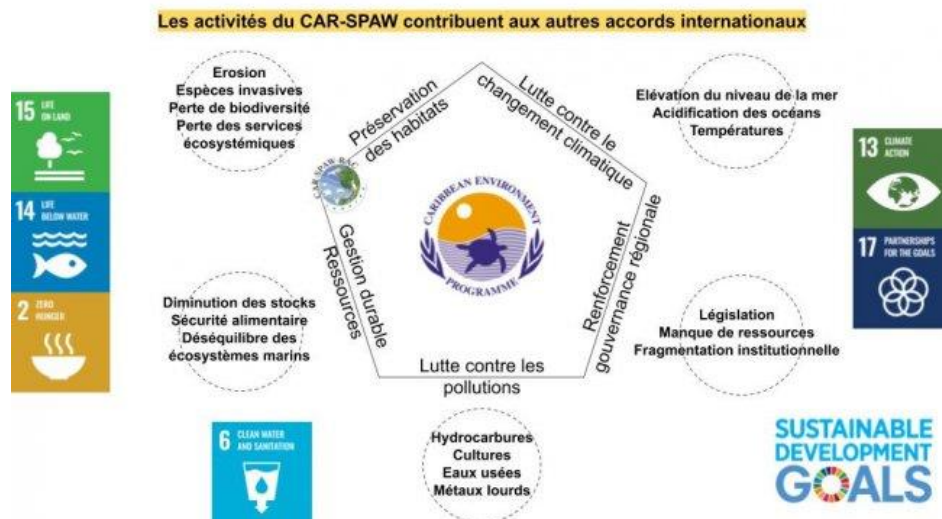 Les activités du CAR-SPAW contribuent aux autres accords internationaux
Erosion
Espèces invasives
Perte de biodiversité
Perte des services
écosystémiques
Préservation
des habitats
Lutte contre le
changement climatique
Elévation du niveau de la mer
Acidification des océans
Températures
15 LIFE
ON LAND
14 LIFE
BELOW WATER
2 ZERO
HUNGER
13 CLIMATE
ACTION
17 PARTNERSHIPS
FOR THE GOALS
CAR-SPAW RAC
CARIBBEAN ENVIRONMENT
PROGRAMME
Gestion durable
Ressources
Renforcement
gouvernance régionale
Diminution des stocks
Sécurité alimentaire
Déséquilibre des
écosystèmes marins
Législation
Manque de ressources
Fragmentation institutionnelle
Lutte contre les
pollutions
6 CLEAN WATER
AND SANITATION
Hydrocarbures
Cultures
Eaux usées
Métaux lourds
SUSTAINABLE
DEVELOPMENT
GOALS